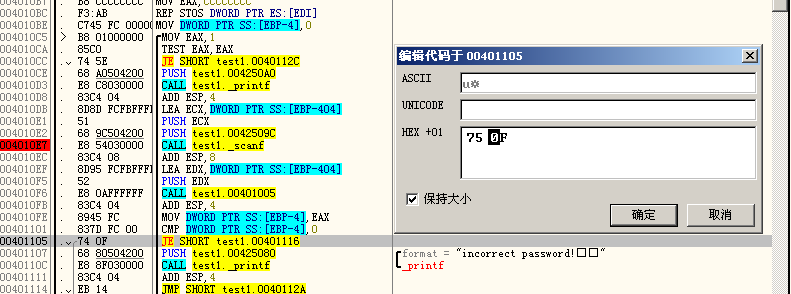 004010B7 . B8 CCCCCCCC MOV EAX,CCCCCCCC
004010BC . F3:AB REP STOS DWORD PTR ES:[EDI]
004010BE . C745 FC 00000 MOV DWORD PTR SS:[EBP-4],0
004010C5 > B8 01000000 MOV EAX,1
004010CA . 85C0 TEST EAX,EAX
004010CC . 74 5E JE SHORT test1.0040112C
004010CE . 68 A0504200 PUSH test1.004250A0
004010D3 . E8 C8030000 CALL test1._printf
004010D8 . 83C4 04 ADD ESP,4
004010DB . 8D8D FCFBFFFF LEA ECX,DWORD PTR SS:[EBP-404]
004010E1 . 51 PUSH ECX
004010E2 . 68 9C504200 PUSH test1.0042509C
004010E7 . E8 54030000 CALL test1._scanf
004010EC . 83C4 08 ADD ESP,8
004010EF . 8D95 FCFBFFFF LEA EDX,DWORD PTR SS:[EBP-404]
004010F5 . 52 PUSH EDX
004010F6 . E8 0AFFFFFF CALL test1.00401005
004010FB . 83C4 04 ADD ESP,4
004010FE . 8945 FC MOV DWORD PTR SS:[EBP-4],EAX
00401101 . 837D FC 00 CMP DWORD PTR SS:[EBP-4],0
00401105 . 74 0F JE SHORT test1.00401116
00401107 . 68 80504200 PUSH test1.00425080 format = "incorrect password!□□"
0040110C . E8 8F030000 CALL test1._printf _printf
00401111 . 83C4 04 ADD ESP,4
00401114 . EB 14 JMP SHORT test1.0040112A
编辑代码于 00401105
ASCII u☼
UNICODE
HEX +01 75 0F
保持大小
确定 取消